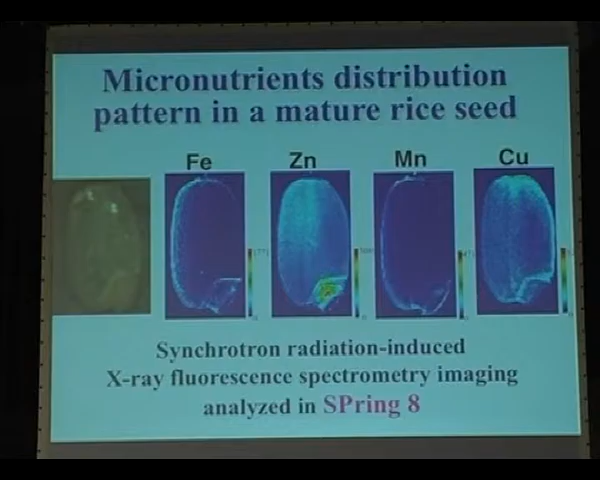 Micronutrients distribution
pattern in a mature rice seed
Fe Zn Mn Cu
Synchrotron radiation-induced
X-ray fluorescence spectrometry imaging
analyzed in SPring 8